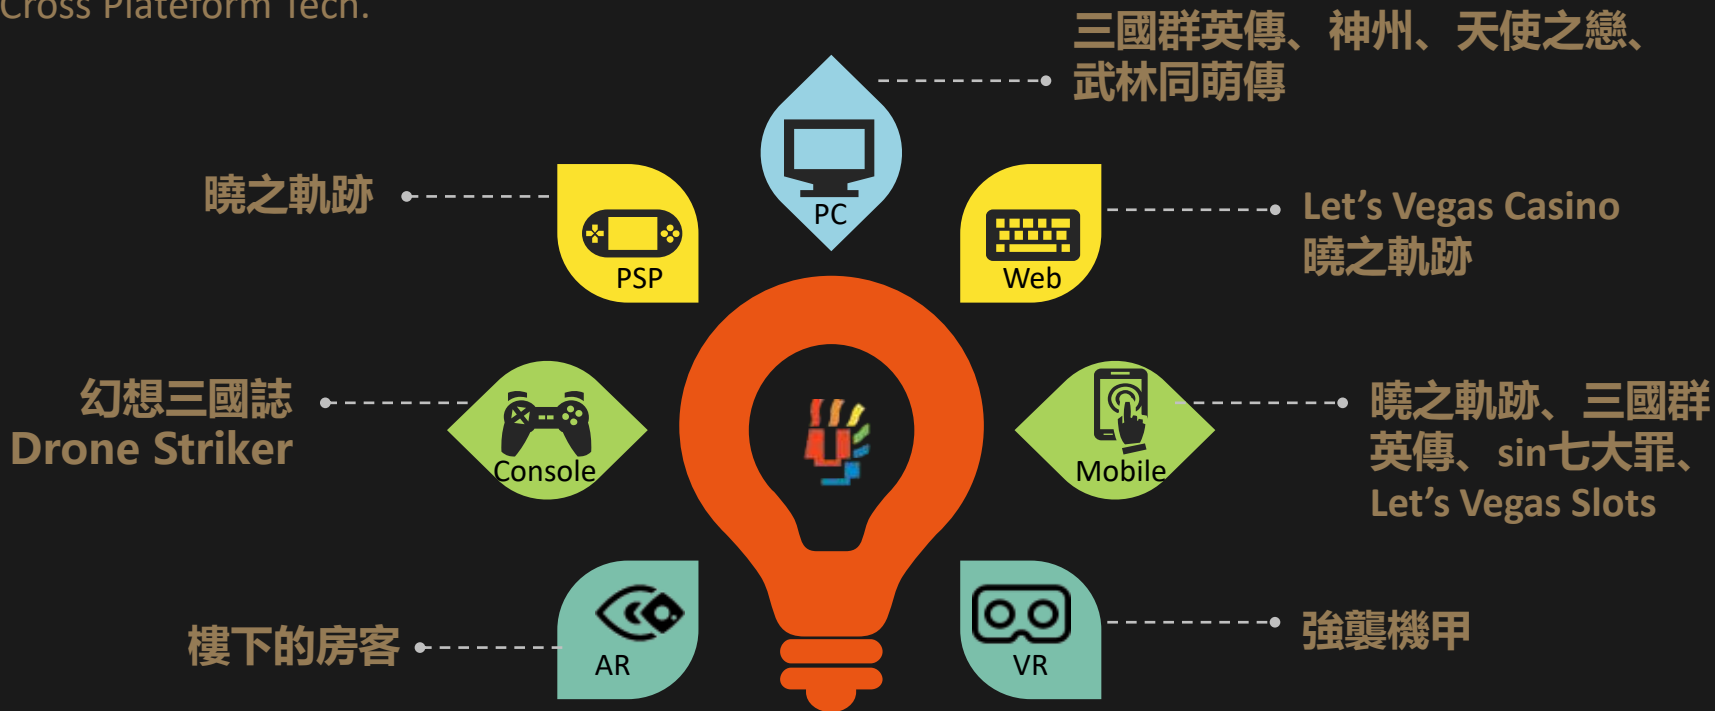 Cross Plateform Tech.
三國群英傳、神州、天使之戀、
武林同萌傳
PC
曉之軌跡
PSP
Web
Let's Vegas Casino
曉之軌跡
幻想三國誌
Drone Striker
Console
Mobile
曉之軌跡、三國群
英傳、sin七大罪、
Let's Vegas Slots
樓下的房客
AR
VR
強襲機甲